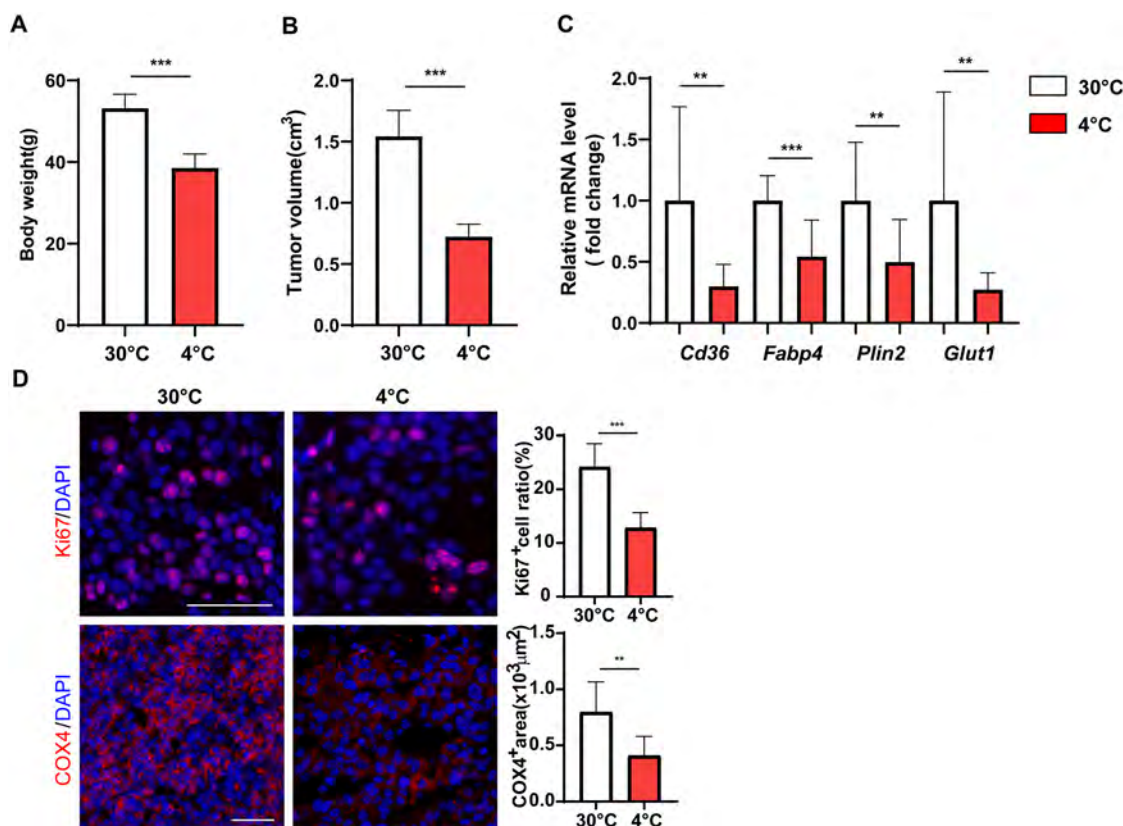 A
***
60
40
20
0
Body weight(g)
30°C 4°C
B
***
2.0
1.5
1.0
0.5
0.0
Tumor volume(cm³)
30°C 4°C
C
** *** ** **
2.0
1.5
1.0
0.5
0.0
Relative mRNA level
( fold change)
Cd36 Fabp4 Plin2 Glut1
30°C
4°C
D
30°C 4°C
Ki67/DAPI
COX4/DAPI
***
30
20
10
0
Ki67⁺cell ratio(%)
30°C 4°C
**
1.5
1.0
0.5
0.0
COX4⁺area(x10³μm²)
30°C 4°C